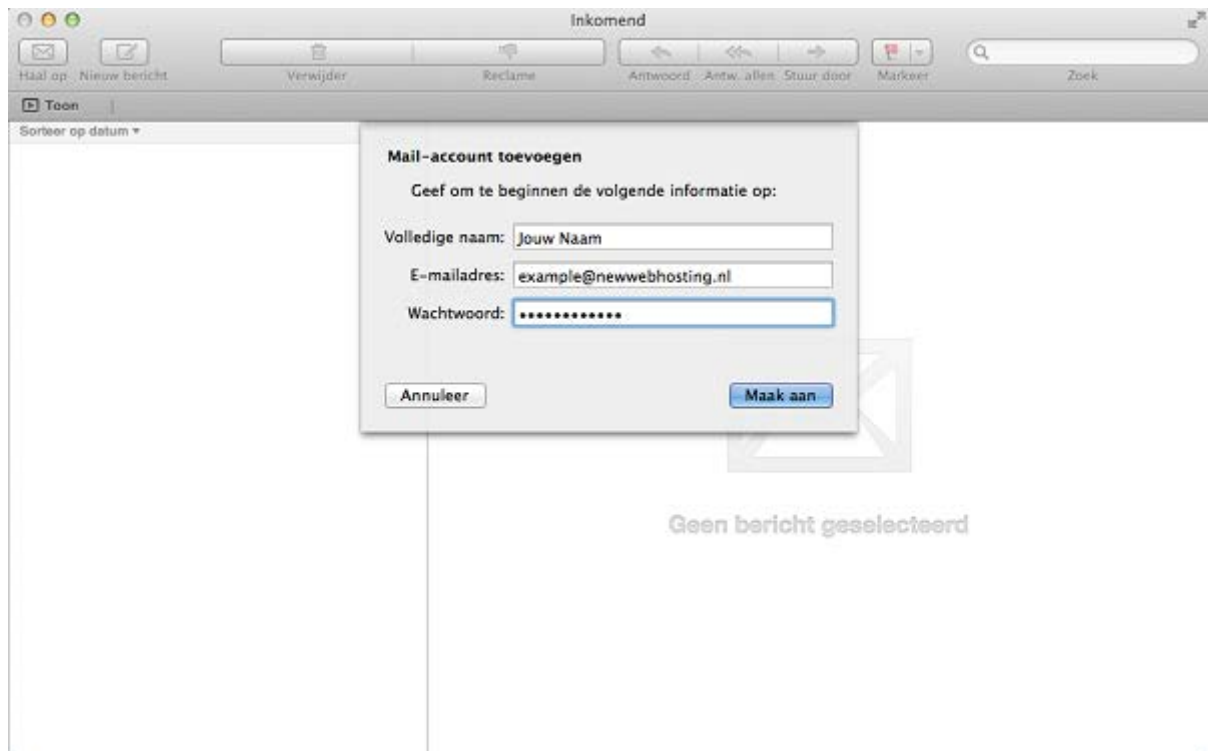 Inkomend
Haal op Nieuw bericht Verwijder Reclame Antwoord Antw. allen Stuur door Markeer Zoek
Toon
Sorteer op datum
Mail-account toevoegen
Geef om te beginnen de volgende informatie op:
Volledige naam: Jouw Naam
E-mailadres: example@newwebhosting.nl
Wachtwoord: ••••••••••••
Annuleer Maak aan
Geen bericht geselecteerd